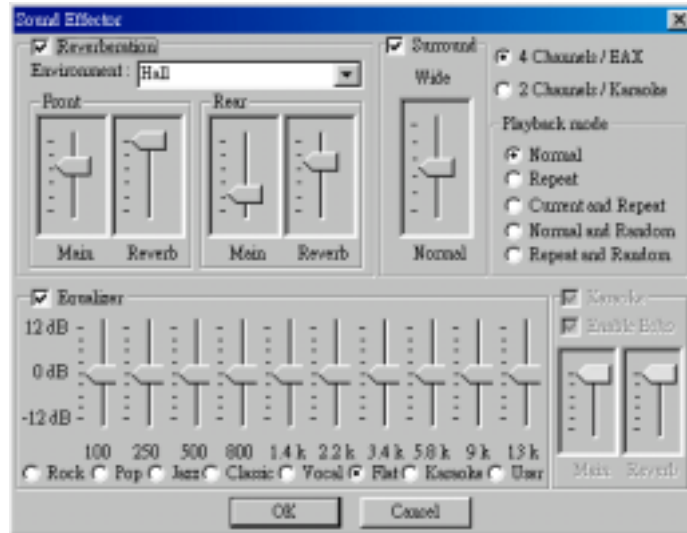 Sound Effector
Reverberation
Environment : Hall
Front
Main Reverb
Rear
Main Reverb
Surround
Wide
Normal
4 Channels / EAX
2 Channels / Karaoke
Playback mode
Normal
Repeat
Current and Repeat
Normal and Random
Repeat and Random
Equalizer
12 dB
0 dB
-12 dB
100 250 500 800 1.4 k 2.2 k 3.4 k 5.8 k 9 k 13 k
Rock Pop Jazz Classic Vocal Flat Karaoke User
Karaoke
Enable Echo
Main Reverb
OK Cancel